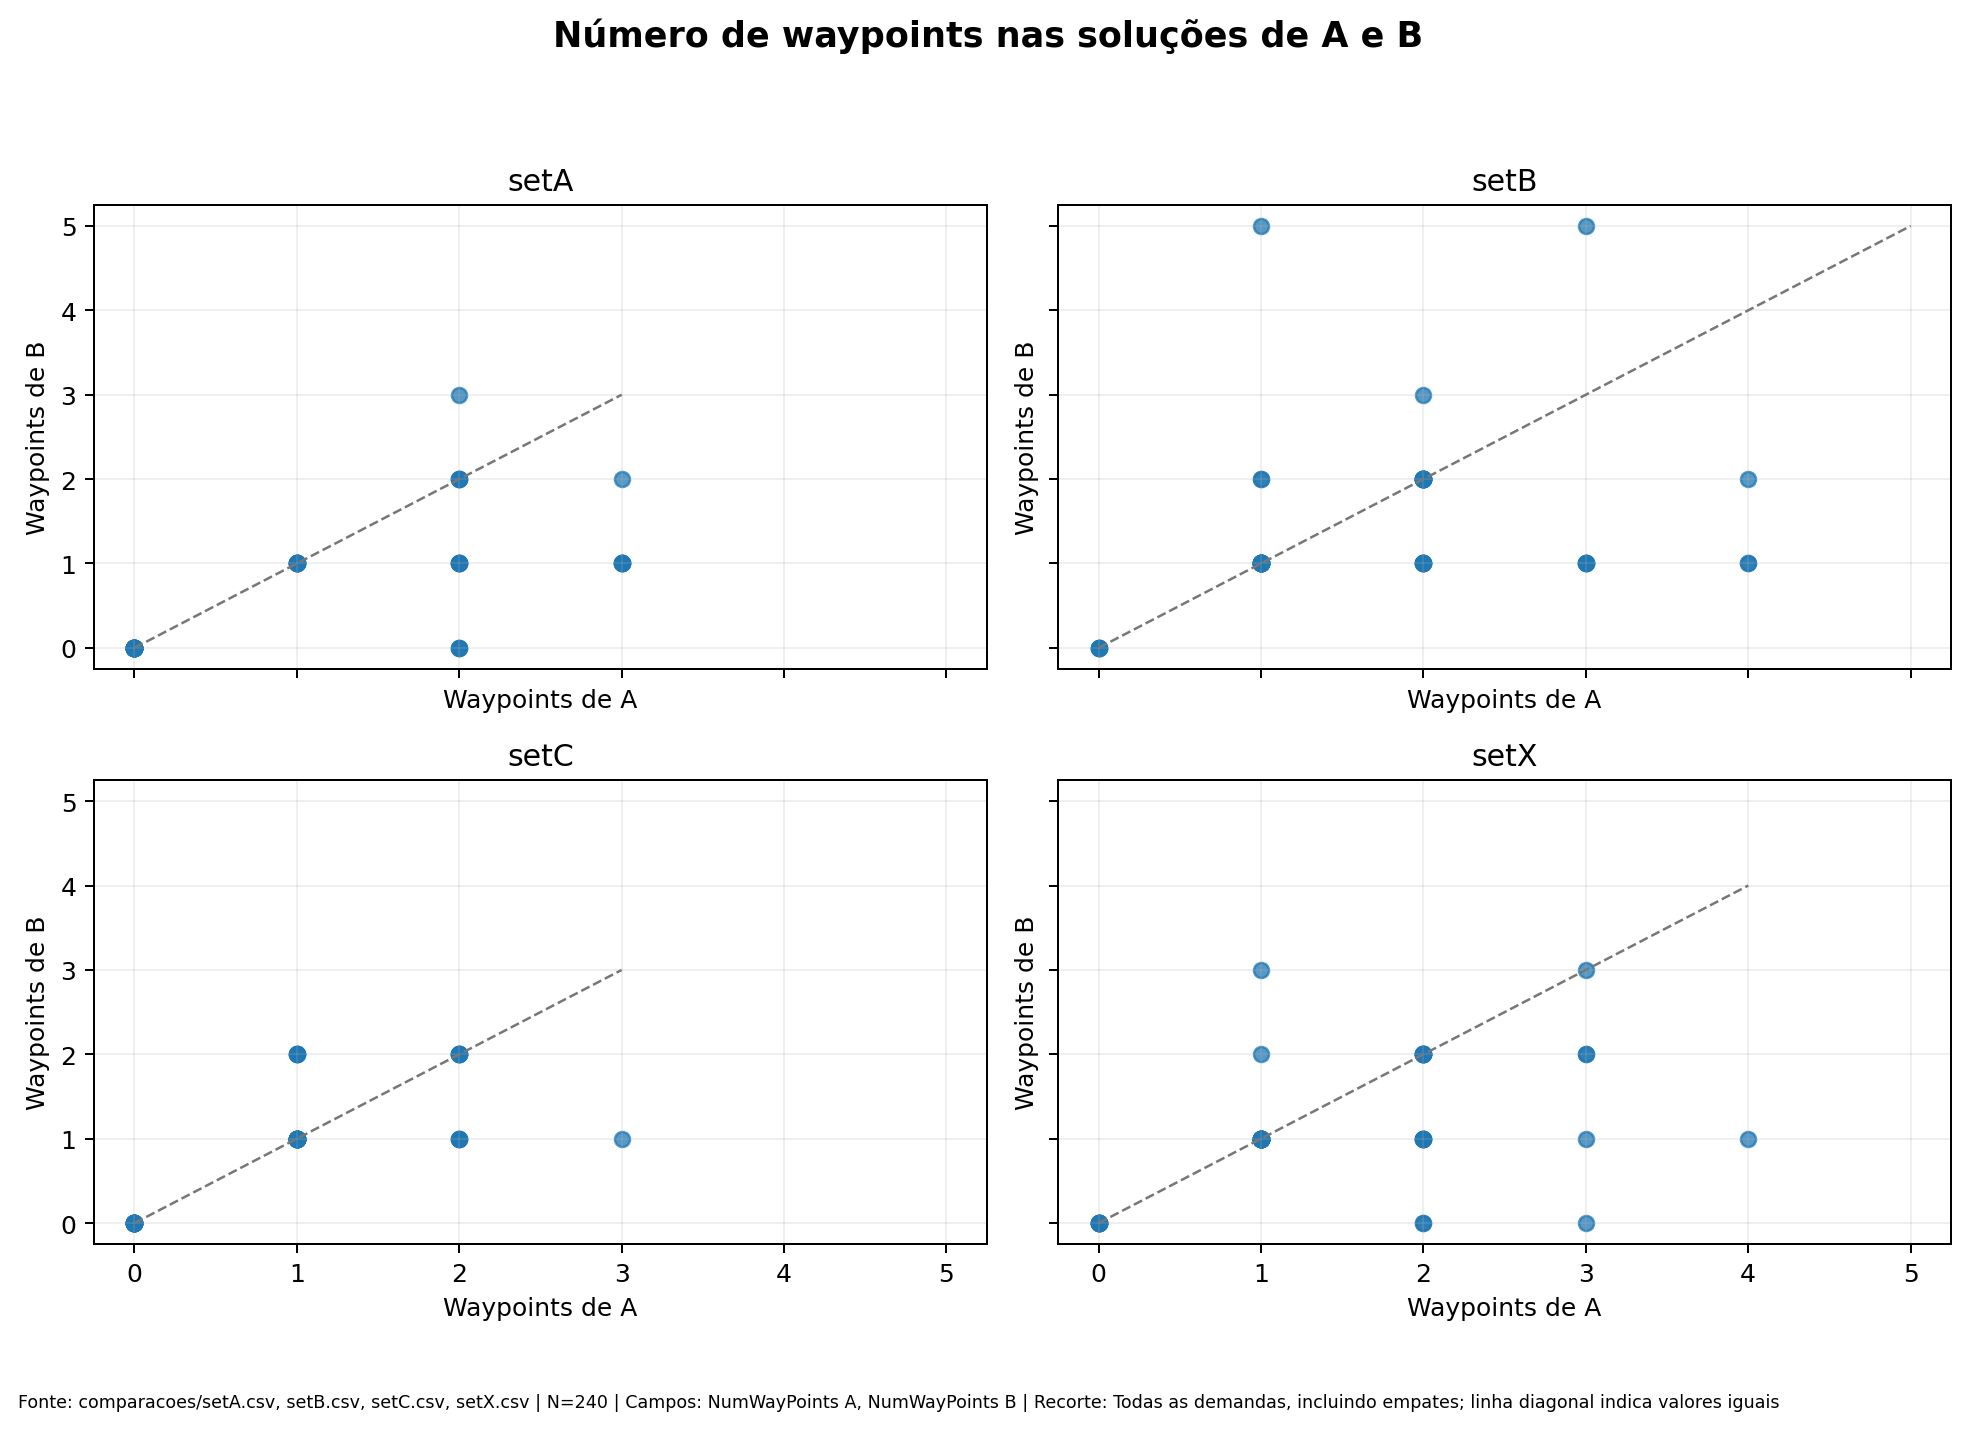 Número de waypoints nas soluções de A e B
setA
5
4
3
2
1
0
Waypoints de B
Waypoints de A
setB
Waypoints de B
Waypoints de A
setC
5
4
3
2
1
0
Waypoints de B
0 1 2 3 4 5
Waypoints de A
setX
Waypoints de B
0 1 2 3 4 5
Waypoints de A
Fonte: comparacoes/setA.csv, setB.csv, setC.csv, setX.csv | N=240 | Campos: NumWayPoints A, NumWayPoints B | Recorte: Todas as demandas, incluindo empates; linha diagonal indica valores iguais